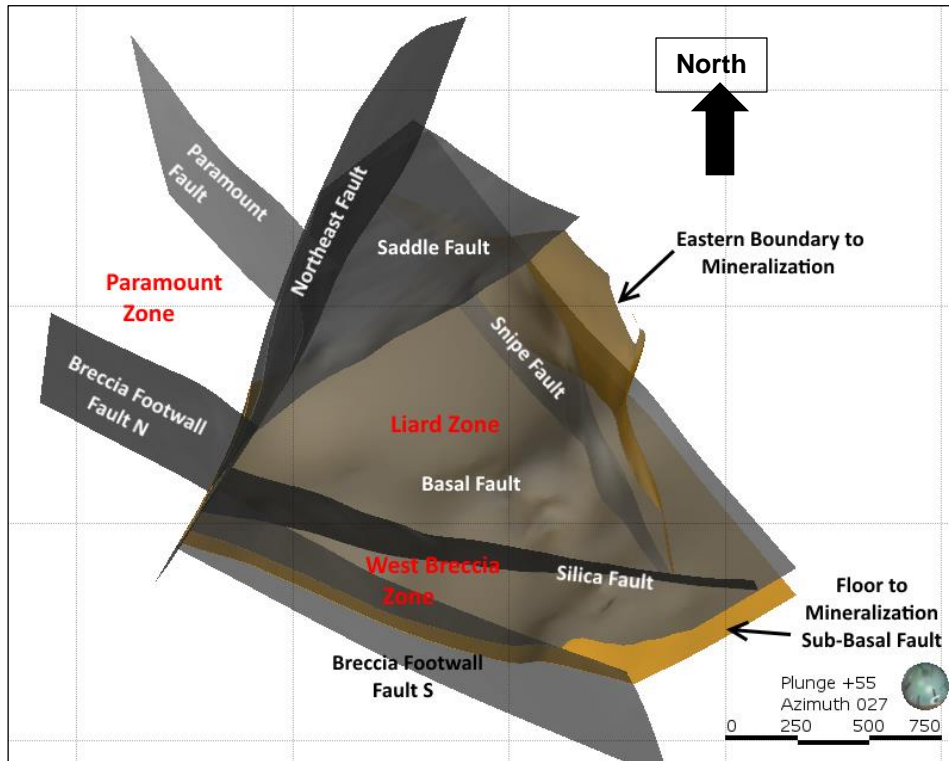 North
Paramount
Fault
Northeast Fault
Saddle Fault
Eastern Boundary to
Mineralization
Paramount
Zone
Snipe Fault
Breccia Footwall
Fault N
Liard Zone
Basal Fault
West Breccia
Zone
Silica Fault
Floor to
Mineralization
Sub-Basal Fault
Breccia Footwall
Fault S
Plunge +55
Azimuth 027
0 250 500 750